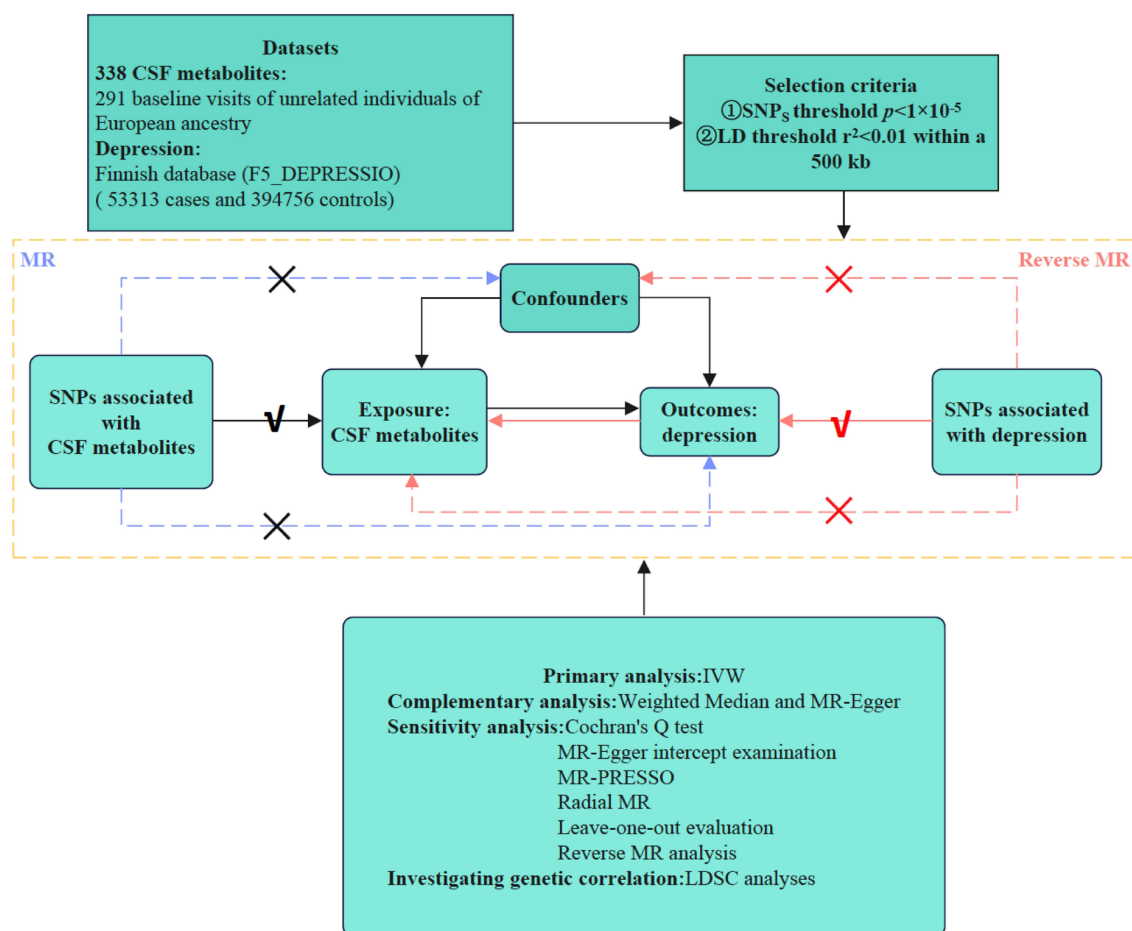 Datasets
338 CSF metabolites:
291 baseline visits of unrelated individuals of
European ancestry
Depression:
Finnish database (F5_DEPRESSIO)
( 53313 cases and 394756 controls)
Selection criteria
①SNPs threshold p<1×10-5
②LD threshold r²<0.01 within a
500 kb
MR
Reverse MR
Confounders
SNPs associated
with
CSF metabolites
√
Exposure:
CSF metabolites
Outcomes:
depression
√
SNPs associated
with depression
Primary analysis:IVW
Complementary analysis:Weighted Median and MR-Egger
Sensitivity analysis:Cochran's Q test
MR-Egger intercept examination
MR-PRESSO
Radial MR
Leave-one-out evaluation
Reverse MR analysis
Investigating genetic correlation:LDSC analyses